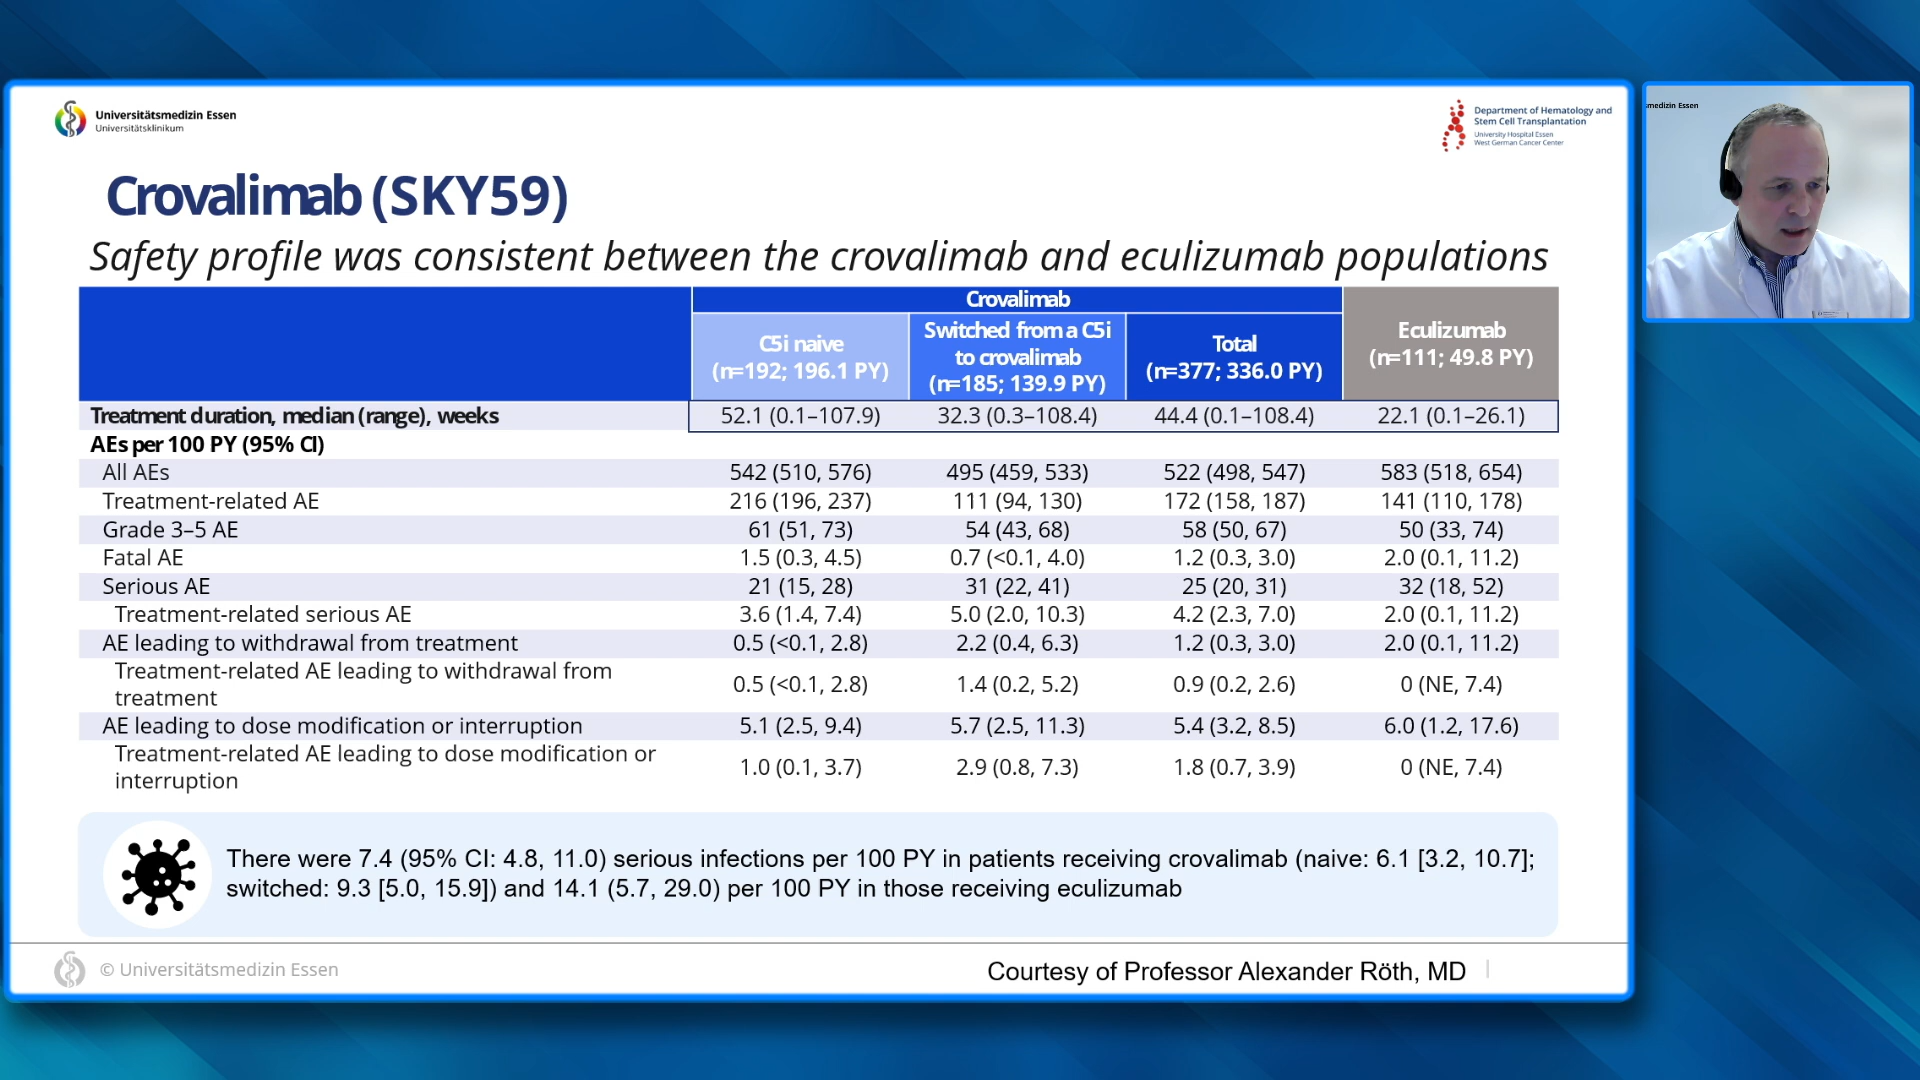 Universitätsmedizin Essen
Universitätsklinikum
Department of Hematology and
Stem Cell Transplantation
University Hospital Essen
West German Cancer Center
smedizin Essen
Crovalimab (SKY59)
Safety profile was consistent between the crovalimab and eculizumab populations
Crovalimab
C5i naive
(n=192; 196.1 PY)
Switched from a C5i
to crovalimab
(n=185; 139.9 PY)
Total
(n=377; 336.0 PY)
Eculizumab
(n=111; 49.8 PY)
Treatment duration, median (range), weeks 52.1 (0.1–107.9) 32.3 (0.3–108.4) 44.4 (0.1–108.4) 22.1 (0.1–26.1)
AEs per 100 PY (95% CI)
All AEs 542 (510, 576) 495 (459, 533) 522 (498, 547) 583 (518, 654)
Treatment-related AE 216 (196, 237) 111 (94, 130) 172 (158, 187) 141 (110, 178)
Grade 3–5 AE 61 (51, 73) 54 (43, 68) 58 (50, 67) 50 (33, 74)
Fatal AE 1.5 (0.3, 4.5) 0.7 (<0.1, 4.0) 1.2 (0.3, 3.0) 2.0 (0.1, 11.2)
Serious AE 21 (15, 28) 31 (22, 41) 25 (20, 31) 32 (18, 52)
Treatment-related serious AE 3.6 (1.4, 7.4) 5.0 (2.0, 10.3) 4.2 (2.3, 7.0) 2.0 (0.1, 11.2)
AE leading to withdrawal from treatment 0.5 (<0.1, 2.8) 2.2 (0.4, 6.3) 1.2 (0.3, 3.0) 2.0 (0.1, 11.2)
Treatment-related AE leading to withdrawal from
treatment 0.5 (<0.1, 2.8) 1.4 (0.2, 5.2) 0.9 (0.2, 2.6) 0 (NE, 7.4)
AE leading to dose modification or interruption 5.1 (2.5, 9.4) 5.7 (2.5, 11.3) 5.4 (3.2, 8.5) 6.0 (1.2, 17.6)
Treatment-related AE leading to dose modification or
interruption 1.0 (0.1, 3.7) 2.9 (0.8, 7.3) 1.8 (0.7, 3.9) 0 (NE, 7.4)
There were 7.4 (95% CI: 4.8, 11.0) serious infections per 100 PY in patients receiving crovalimab (naive: 6.1 [3.2, 10.7];
switched: 9.3 [5.0, 15.9]) and 14.1 (5.7, 29.0) per 100 PY in those receiving eculizumab
© Universitätsmedizin Essen
Courtesy of Professor Alexander Röth, MD